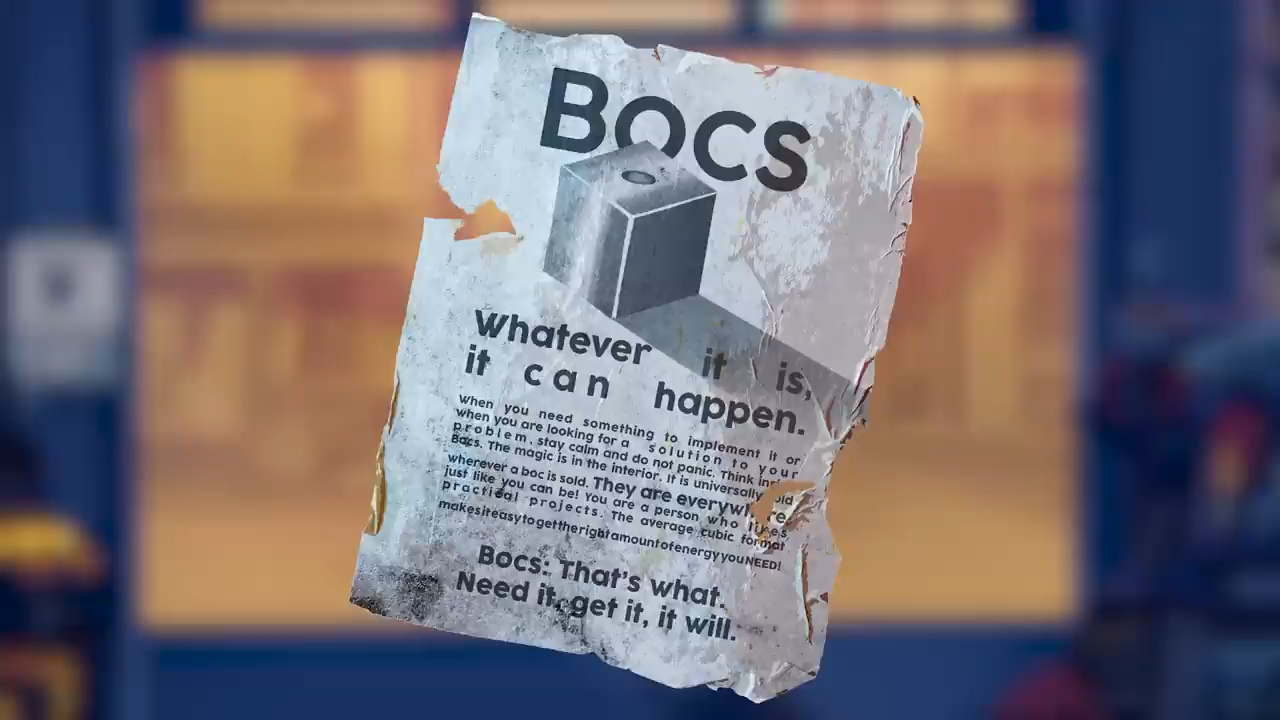 BOCS
whatever it is,
it can happen.
when you need something to implement it or
when you are looking for a solution to your
problem, stay calm and do not panic. Think
Bocs. The magic is in the interior. It is universally
wherever a boc is sold. They are everywhere
just like you can be! You are a person who likes
practical projects. The average cubic format
makesiteasytogettherightamountofenergyyouNEED!
Bocs: That's what.
Need it, get it, it will.